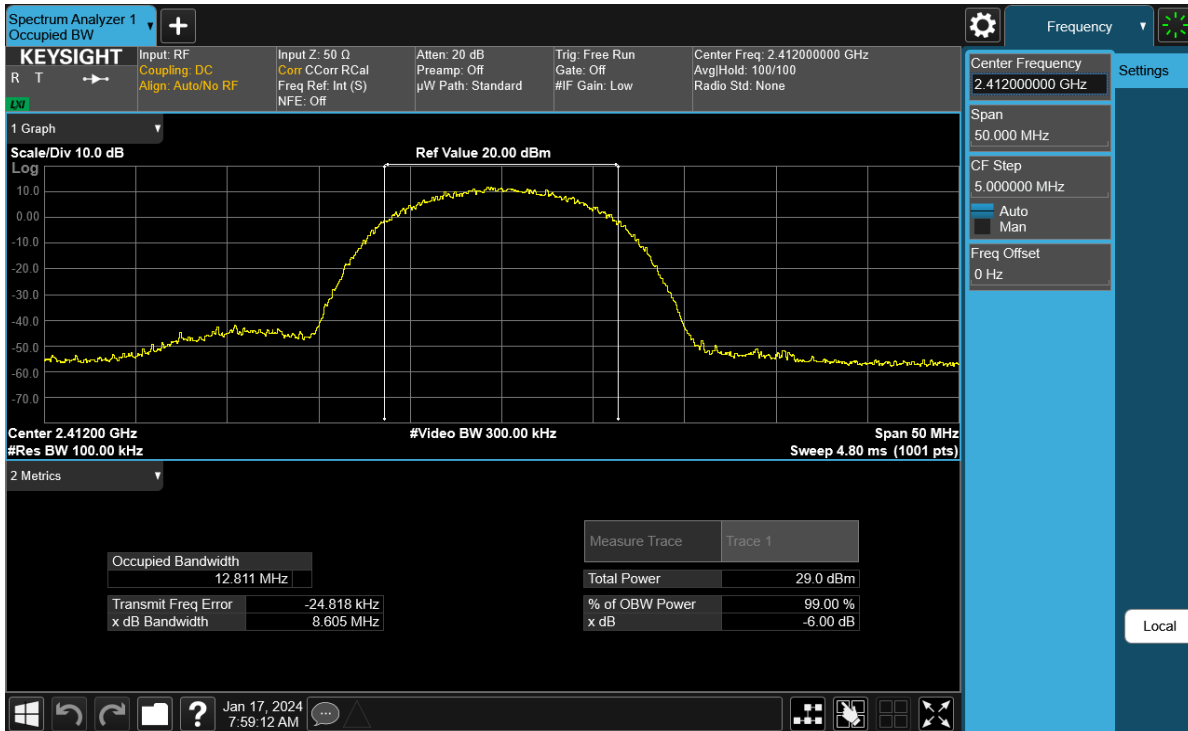 Spectrum Analyzer 1
Occupied BW
Frequency
KEYSIGHT
R T
LXI
Input: RF
Coupling: DC
Align: Auto/No RF
Input Z: 50 Ω
Corr CCorr RCal
Freq Ref: Int (S)
NFE: Off
Atten: 20 dB
Preamp: Off
µW Path: Standard
Trig: Free Run
Gate: Off
#IF Gain: Low
Center Freq: 2.412000000 GHz
Avg|Hold: 100/100
Radio Std: None
Center Frequency
2.412000000 GHz
Settings
Span
50.000 MHz
CF Step
5.000000 MHz
Auto
Man
Freq Offset
0 Hz
Local
1 Graph
Scale/Div 10.0 dB
Ref Value 20.00 dBm
Log
10.0
0.00
-10.0
-20.0
-30.0
-40.0
-50.0
-60.0
-70.0
Center 2.41200 GHz
#Video BW 300.00 kHz
Span 50 MHz
#Res BW 100.00 kHz
Sweep 4.80 ms (1001 pts)
2 Metrics
Measure Trace Trace 1
Occupied Bandwidth
12.811 MHz
Total Power 29.0 dBm
Transmit Freq Error -24.818 kHz
% of OBW Power 99.00 %
x dB Bandwidth 8.605 MHz
x dB -6.00 dB
?
Jan 17, 2024
7:59:12 AM